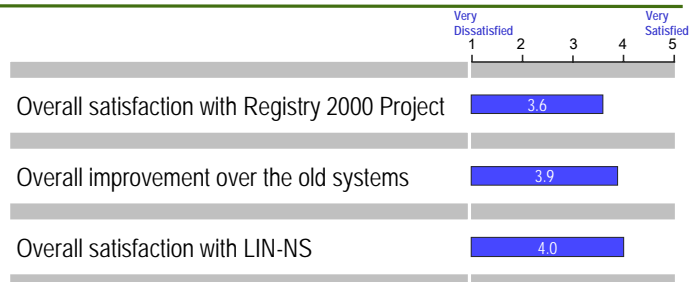 Very Very
Dissatisfied Satisfied
1 2 3 4 5
Overall satisfaction with Registry 2000 Project 3.6
Overall improvement over the old systems 3.9
Overall satisfaction with LIN-NS 4.0